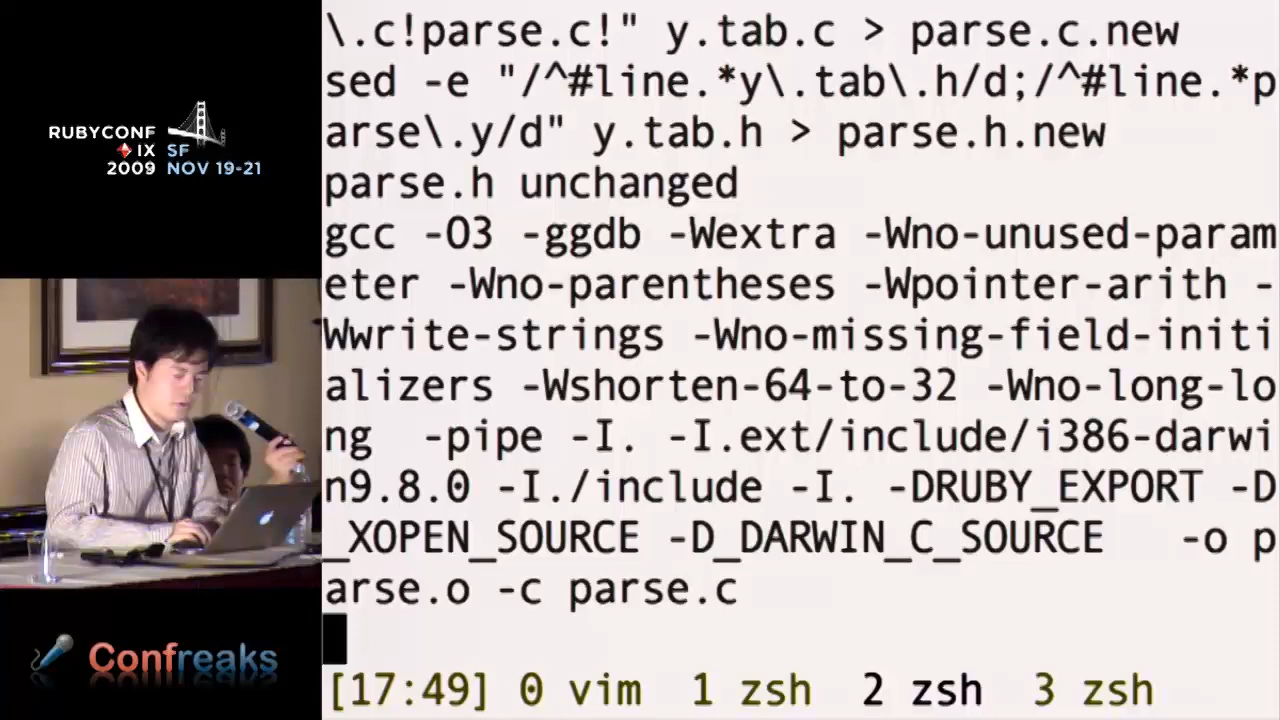 RUBYCONF
IX SF
2009 NOV 19-21
\.c!parse.c!" y.tab.c > parse.c.new
sed -e "/^#line.*y\.tab\.h/d;/^#line.*p
arse\.y/d" y.tab.h > parse.h.new
parse.h unchanged
gcc -O3 -ggdb -Wextra -Wno-unused-param
eter -Wno-parentheses -Wpointer-arith -
Wwrite-strings -Wno-missing-field-initi
alizers -Wshorten-64-to-32 -Wno-long-lo
ng  -pipe -I. -I.ext/include/i386-darwi
n9.8.0 -I./include -I. -DRUBY_EXPORT -D
_XOPEN_SOURCE -D_DARWIN_C_SOURCE   -o p
arse.o -c parse.c
[17:49] 0 vim  1 zsh  2 zsh  3 zsh
Confreaks